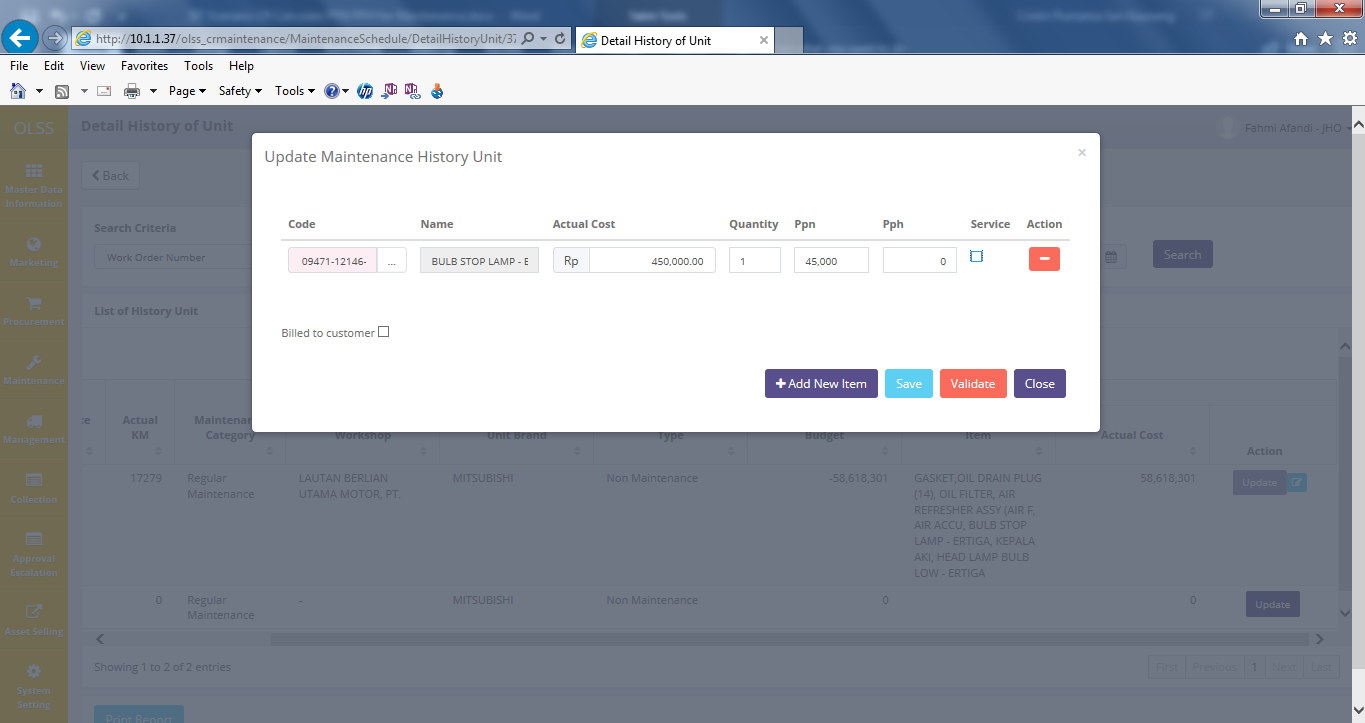 http://10.1.1.37/olss_crmaintenance/MaintenanceSchedule/DetailHistoryUnit/37
Detail History of Unit
File Edit View Favorites Tools Help
Page Safety Tools
OLSS
Detail History of Unit
Fahmi Afandi - JHO
Update Maintenance History Unit
×
Master Data
Information
Back
Code Name Actual Cost Quantity Ppn Pph Service Action
Search Criteria
Work Order Number
09471-12146- ... BULB STOP LAMP - E Rp 450,000.00 1 45,000 0
Search
Marketing
List of History Unit
Procurement
Billed to customer
Maintenance
Add New Item Save Validate Close
Management
Actual
KM
Maintenan
Category
Workshop
Unit Brand
Type
Budget
Item
Actual Cost
Action
17279
Regular
Maintenance
LAUTAN BERLIAN
UTAMA MOTOR, PT.
MITSUBISHI
Non Maintenance
-58,618,301
GASKET,OIL DRAIN PLUG
(14), OIL FILTER, AIR
REFRESHER ASSY (AIR F,
AIR ACCU, BULB STOP
LAMP - ERTIGA, KEPALA
AKI, HEAD LAMP BULB
LOW - ERTIGA
58,618,301
Update
Collection
Approval
Escalation
0
Regular
Maintenance
-
MITSUBISHI
Non Maintenance
0
0
Update
Asset Selling
Showing 1 to 2 of 2 entries
First Previous 1 Next Last
System
Setting
Print Report